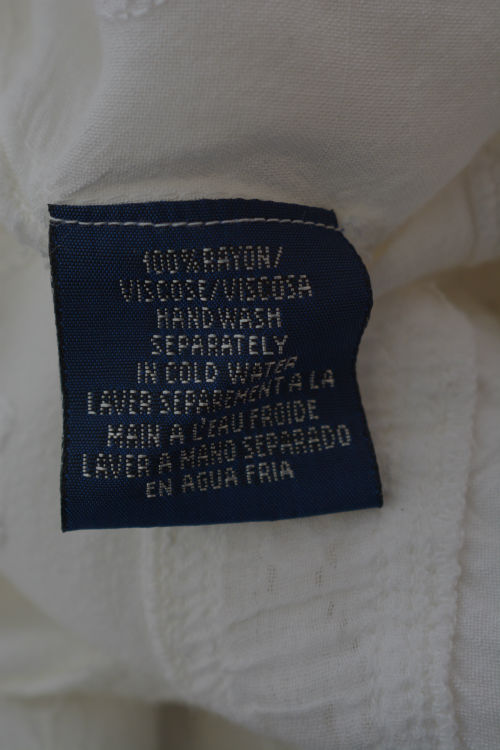 100% RAYON/
VISCOSE/VISCOSA
HAND WASH
SEPARATELY
IN COLD WATER
LAVER SEPAREMENT A LA
MAIN A L'EAU FROIDE
LAVER A MANO SEPARADO
EN AGUA FRIA